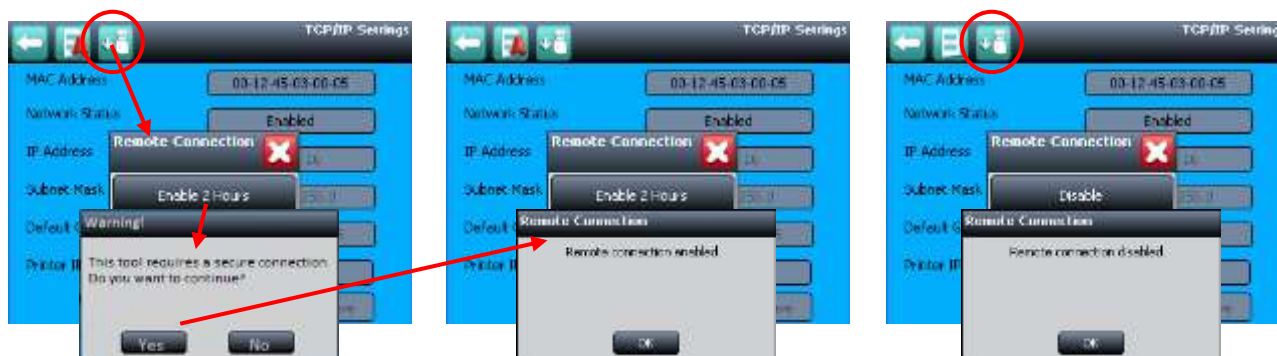 TCP/IP Settings
MAC Address
00-12-45-03-00-05
Network Status
Enabled
IP Address
Remote Connection
Subnet Mask
Enable 2 Hours
Default
Warning!
Printer IP
This tool requires a secure connection.
Do you want to continue?
Yes
No
TCP/IP Settings
MAC Address
00-12-45-03-00-05
Network Status
Enabled
IP Address
Remote Connection
Subnet Mask
Enable 2 Hours
Default
Remote Connection
Remote connection enabled
Printer IP
OK
TCP/IP Setting
MAC Address
00-12-45-03-00-05
Network Status
Enabled
IP Address
Remote Connection
Subnet Mask
Disable
Default
Remote Connection
Remote connection disabled
Printer IP
OK